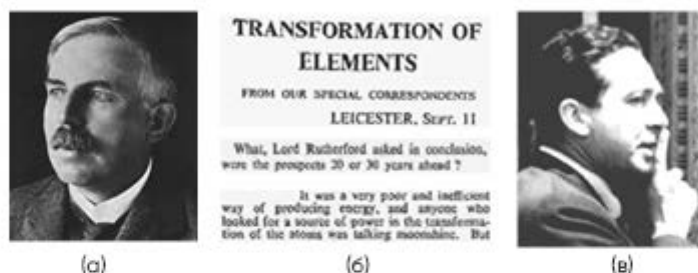 TRANSFORMATION OF
ELEMENTS
FROM OUR SPECIAL CORRESPONDENTS
LEICESTER, SEPT. 11
What, Lord Rutherford asked in conclusion,
were the prospects 20 or 30 years ahead ?
It was a very poor and inefficient
way of producing energy, and anyone who
looked for a source of power in the transforma-
tion of the atoms was talking moonshine. But
(а) (б) (в)